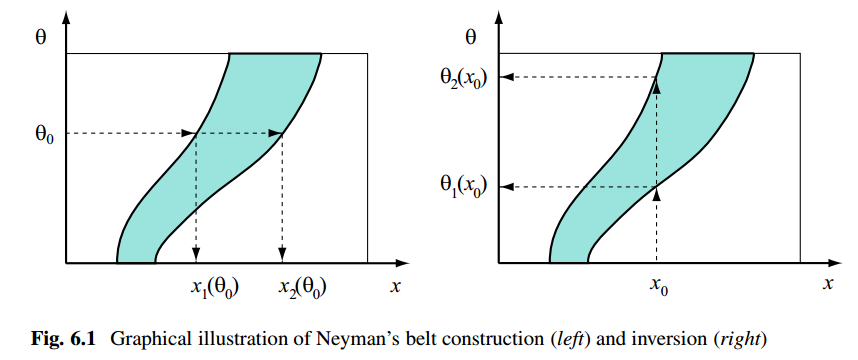 θ
θ₀
x₁(θ₀) x₂(θ₀) x
θ
θ₂(x₀)
θ₁(x₀)
x₀ x
Fig. 6.1 Graphical illustration of Neyman's belt construction (left) and inversion (right)